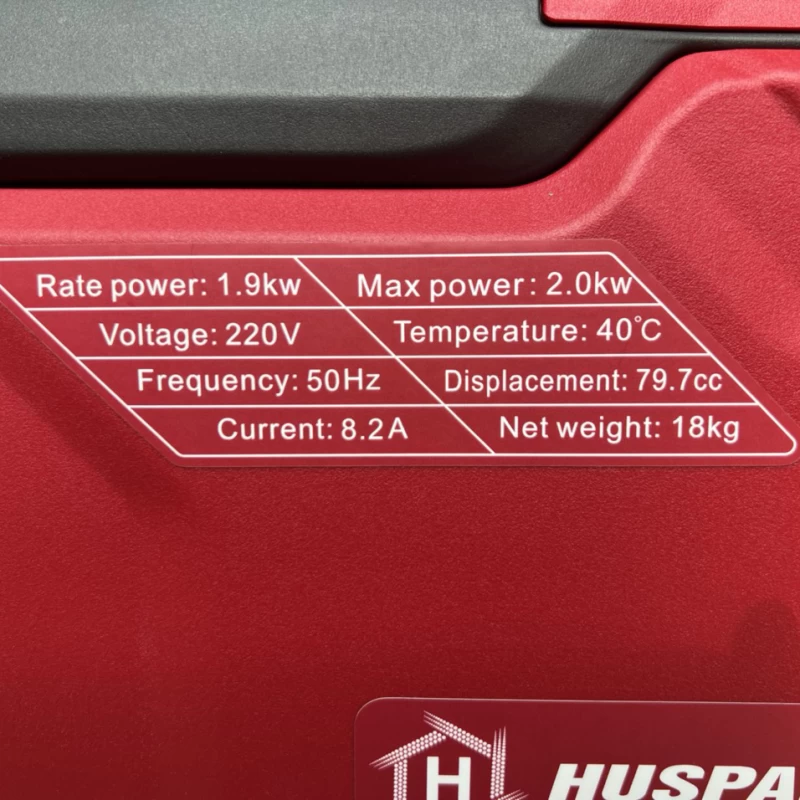 Rate power: 1.9kw Max power: 2.0kw
Voltage: 220V Temperature: 40°C
Frequency: 50Hz Displacement: 79.7cc
Current: 8.2A Net weight: 18kg
H HUSPA